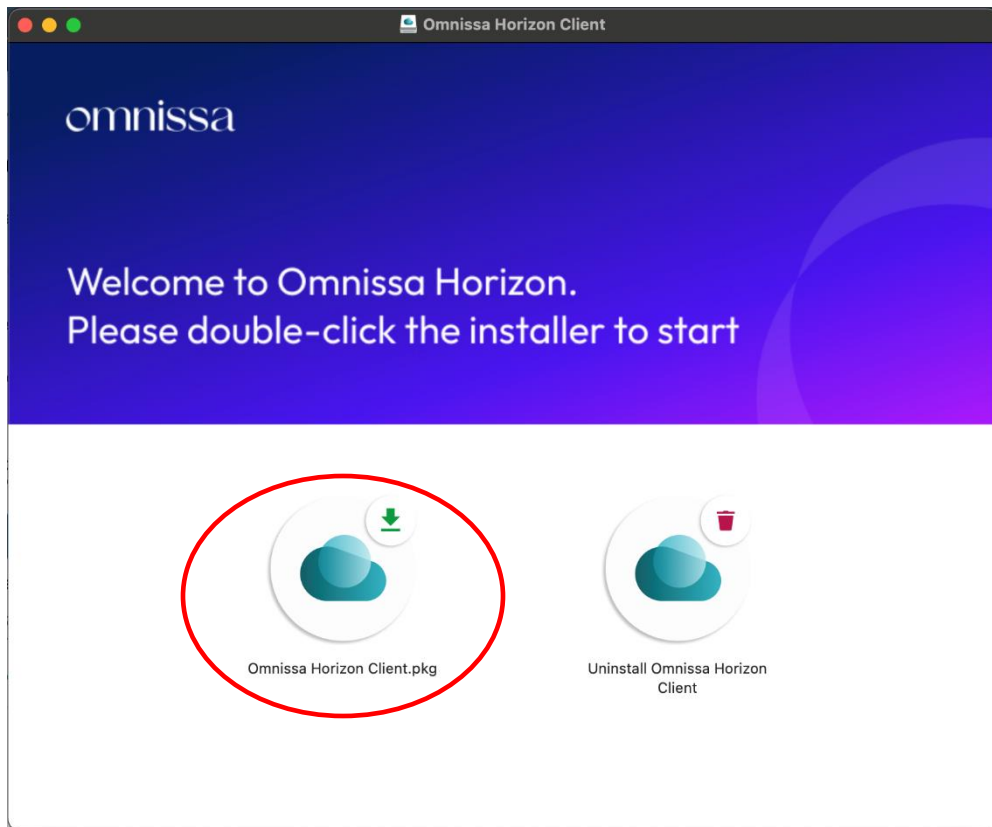 Omnissa Horizon Client
omnissa
Welcome to Omnissa Horizon.
Please double-click the installer to start
Omnissa Horizon Client.pkg
Uninstall Omnissa Horizon
Client